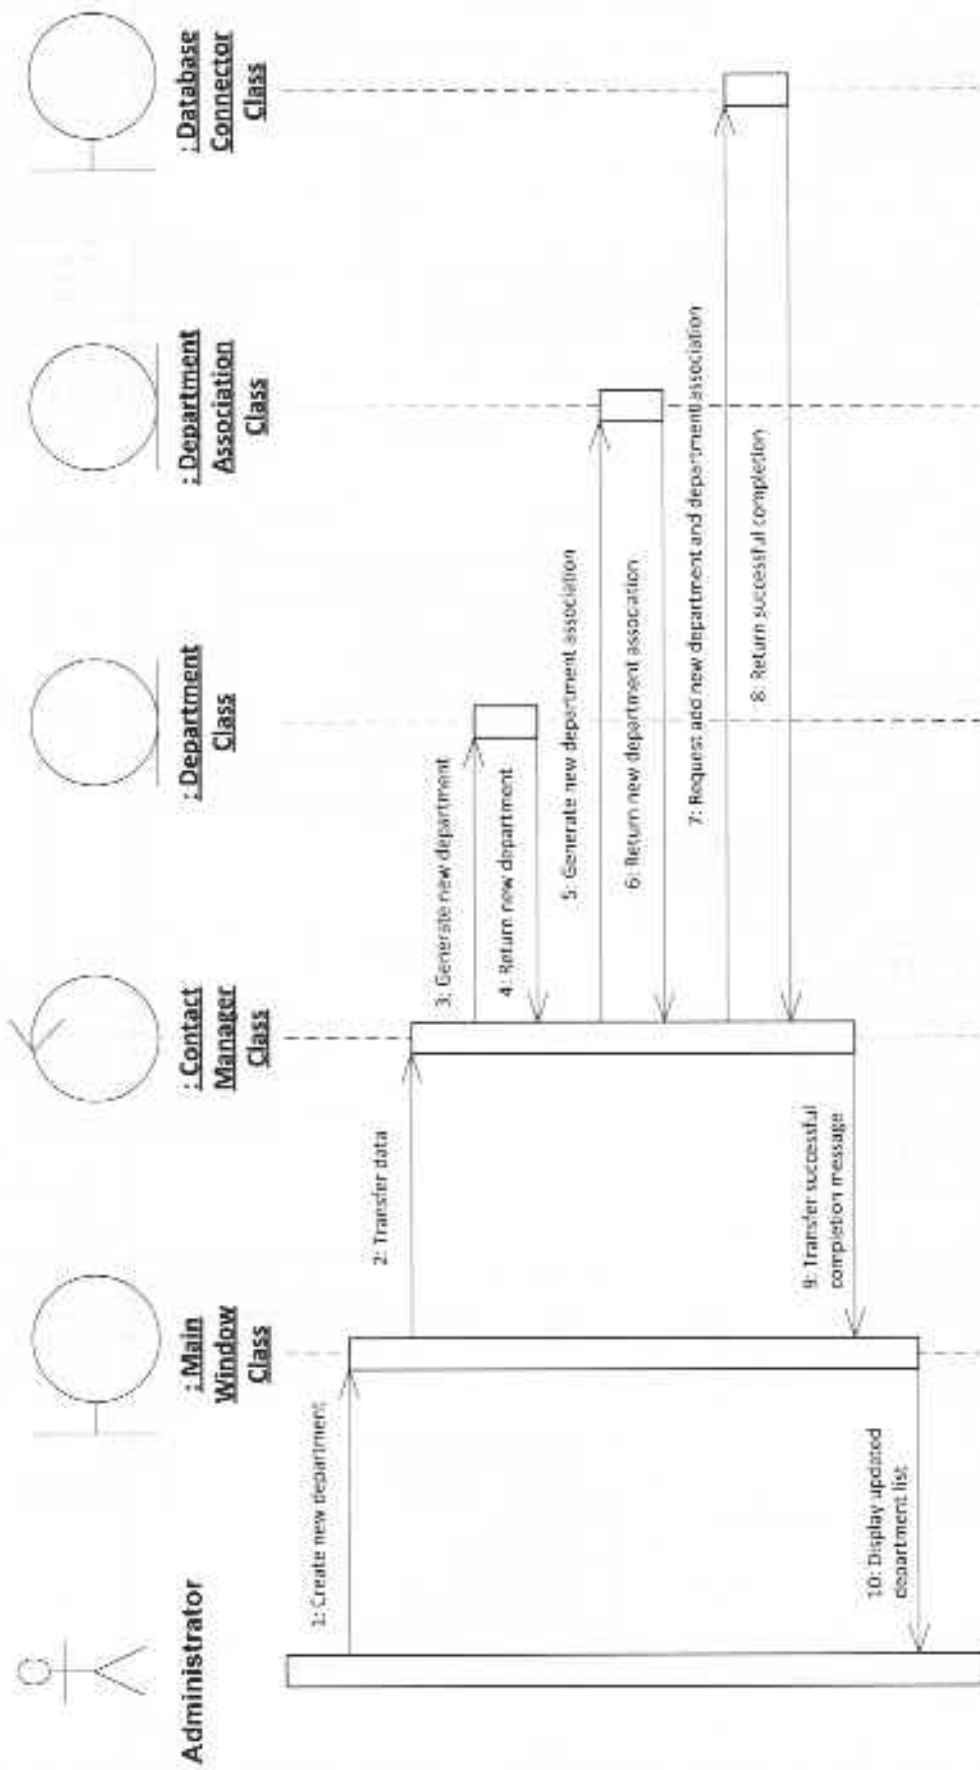 Administrator
: Main
Window
Class
: Contact
Manager
Class
: Department
Class
: Department
Association
Class
: Database
Connector
Class
1: Create new department
2: Transfer data
3: Generate new department
4: Return new department
5: Generate new department association
6: Return new department association
7: Request add new department and department association
8: Return successful completion
9: Transfer successful
completion message
10: Display updated
department list